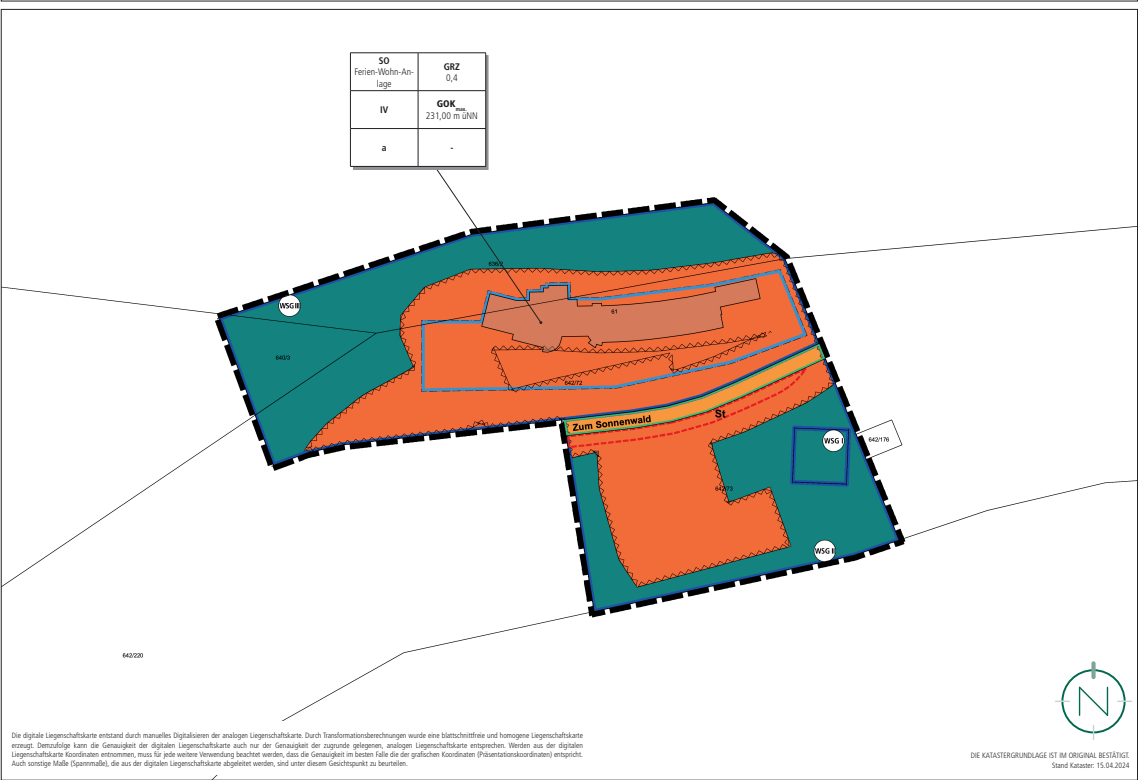 SO
Ferien-Wohn-An-
lage
GRZ
0,4
IV
GOK max.
231,00 m üNN
a
-
636/2
WSG III
61
640/3
642/72
Zum Sonnenwald
St
WSG I
642/176
642/73
WSG II
642/220
N
Die digitale Liegenschaftskarte entstand durch manuelles Digitalisieren der analogen Liegenschaftskarte. Durch Transformationsberechnungen wurde eine blattschnittfreie und homogene Liegenschaftskarte
erzeugt. Demzufolge kann die Genauigkeit der digitalen Liegenschaftskarte auch nur der Genauigkeit der zugrunde gelegenen, analogen Liegenschaftskarte entsprechen. Werden aus der digitalen
Liegenschaftskarte Koordinaten entnommen, muss für jede weitere Verwendung beachtet werden, dass die Genauigkeit im besten Falle die der grafischen Koordinaten (Präsentationskoordinaten) entspricht.
Auch sonstige Maße (Spannmaße), die aus der digitalen Liegenschaftskarte abgeleitet werden, sind unter diesem Gesichtspunkt zu beurteilen.
DIE KATASTERGRUNDLAGE IST IM ORIGINAL BESTÄTIGT.
Stand Kataster: 15.04.2024